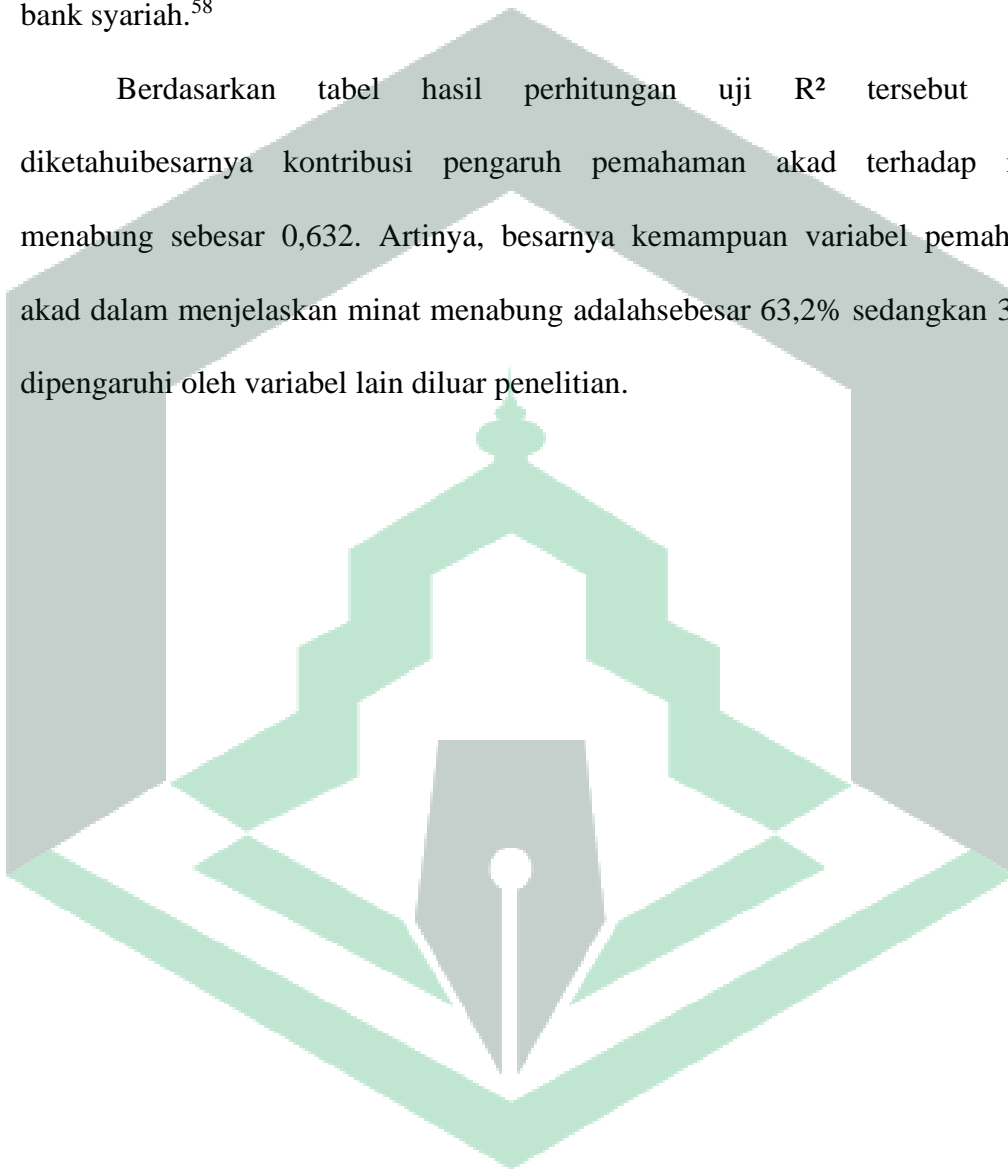 bank syariah.⁵⁸
Berdasarkan tabel hasil perhitungan uji R² tersebut
diketahuibesarnya kontribusi pengaruh pemahaman akad terhadap
menabung sebesar 0,632. Artinya, besarnya kemampuan variabel
akad dalam menjelaskan minat menabung adalahsebesar 63,2% sedangkan
dipengaruhi oleh variabel lain diluar penelitian.